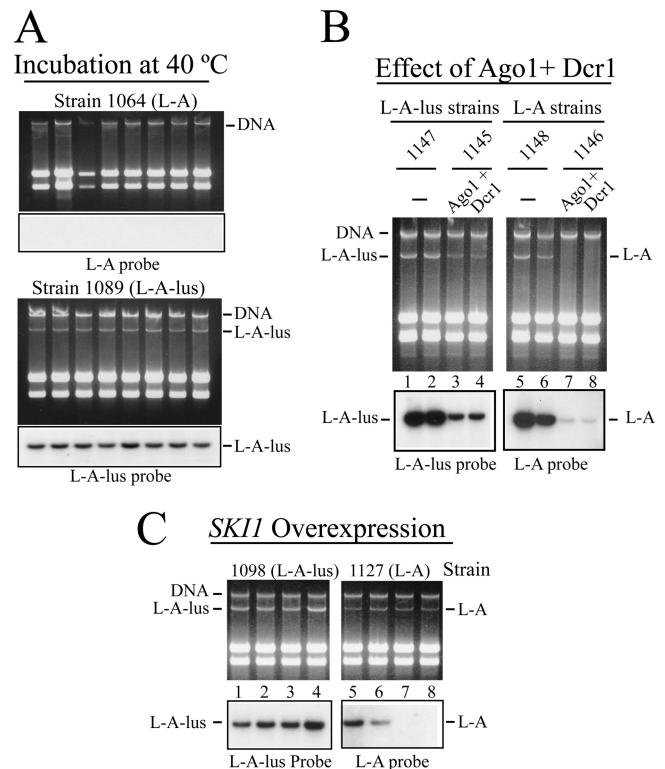 A
Incubation at 40 ºC
Strain 1064 (L-A)
DNA
L-A probe
Strain 1089 (L-A-lus)
DNA
L-A-lus
L-A-lus
L-A-lus probe
B
Effect of Ago1+ Dcr1
L-A-lus strains L-A strains
1147 1145 1148 1146
– Ago1 + Dcr1 – Ago1+ Dcr1
DNA
L-A-lus L-A
1 2 3 4 5 6 7 8
L-A-lus L-A
L-A-lus probe L-A probe
C
SKI1 Overexpression
1098 (L-A-lus) 1127 (L-A) Strain
DNA
L-A-lus L-A
1 2 3 4 5 6 7 8
L-A-lus L-A
L-A-lus Probe L-A probe